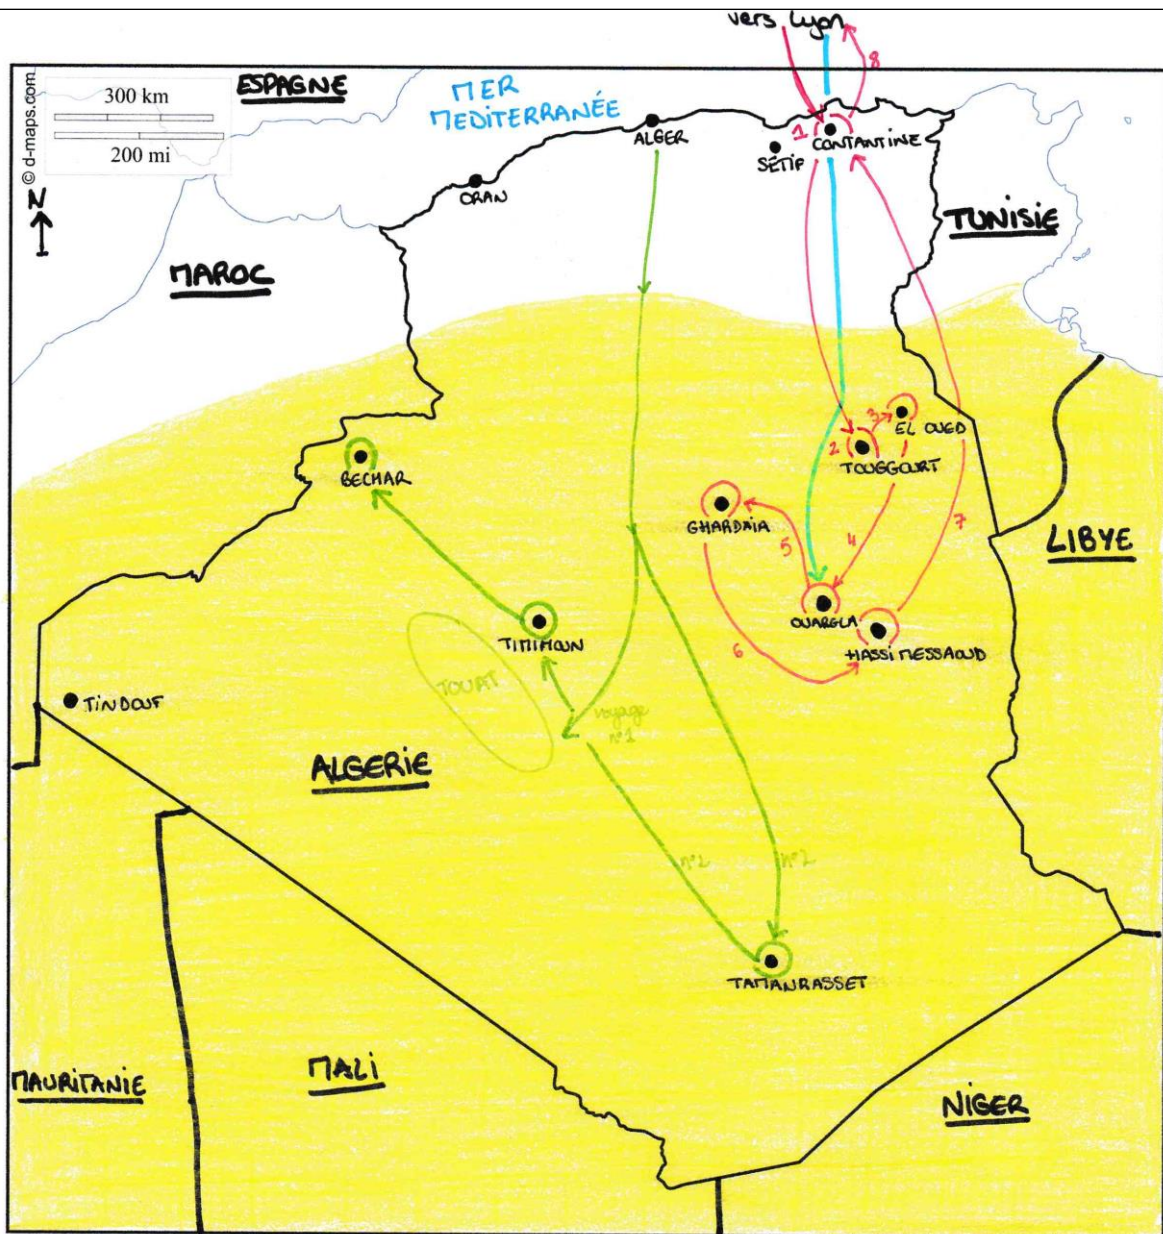 vers Lyon
8
© d-maps.com
300 km
200 mi
ESPAGNE
MER
MEDITERRANÉE
ALGER
1
CONTANTINE
SÉTIF
ORAN
N
MAROC
TUNISIE
3
EL OUED
2
TOUGGOURT
BECHAR
GHARDAIA
5
4
7
LIBYE
OUARGLA
HASSI MESSAOUD
6
TIMIMOUN
TOUAT
voyage
n°1
TINDOUF
ALGERIE
n°2
n°2
TAMANRASSET
MAURITANIE
MALI
NIGER